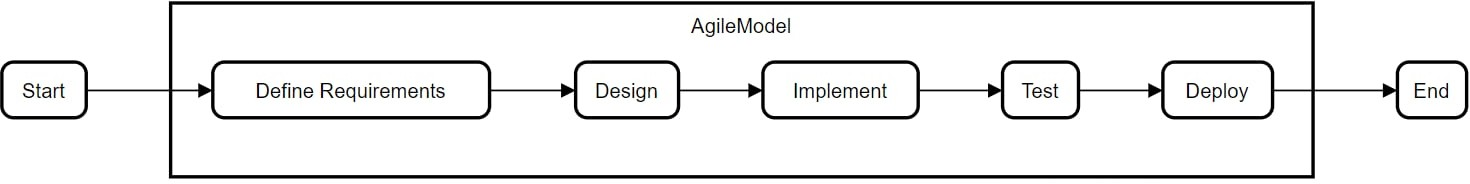 AgileModel
Start
Define Requirements
Design
Implement
Test
Deploy
End